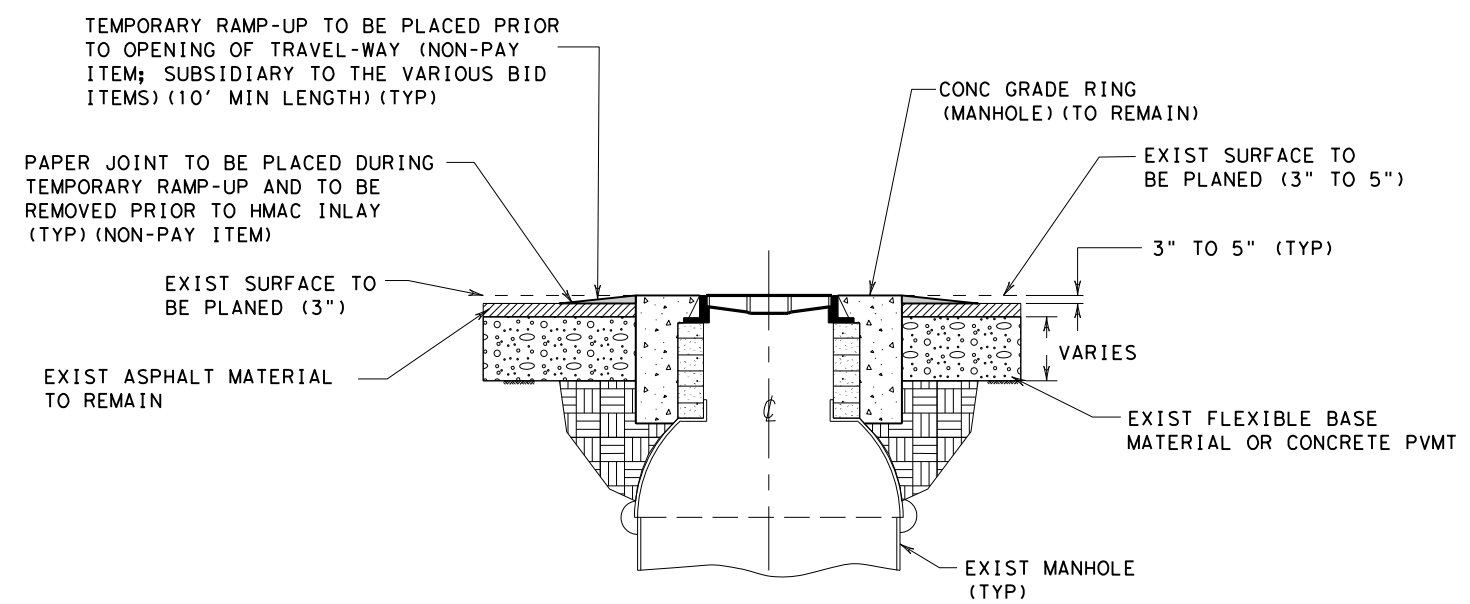 TEMPORARY RAMP-UP TO BE PLACED PRIOR
TO OPENING OF TRAVEL-WAY (NON-PAY
ITEM; SUBSIDIARY TO THE VARIOUS BID
ITEMS)(10' MIN LENGTH)(TYP)
PAPER JOINT TO BE PLACED DURING
TEMPORARY RAMP-UP AND TO BE
REMOVED PRIOR TO HMAC INLAY
(TYP)(NON-PAY ITEM)
EXIST SURFACE TO
BE PLANED (3")
EXIST ASPHALT MATERIAL
TO REMAIN
CONC GRADE RING
(MANHOLE)(TO REMAIN)
EXIST SURFACE TO
BE PLANED (3" TO 5")
3" TO 5" (TYP)
VARIES
EXIST FLEXIBLE BASE
MATERIAL OR CONCRETE PVMT
℄
EXIST MANHOLE
(TYP)